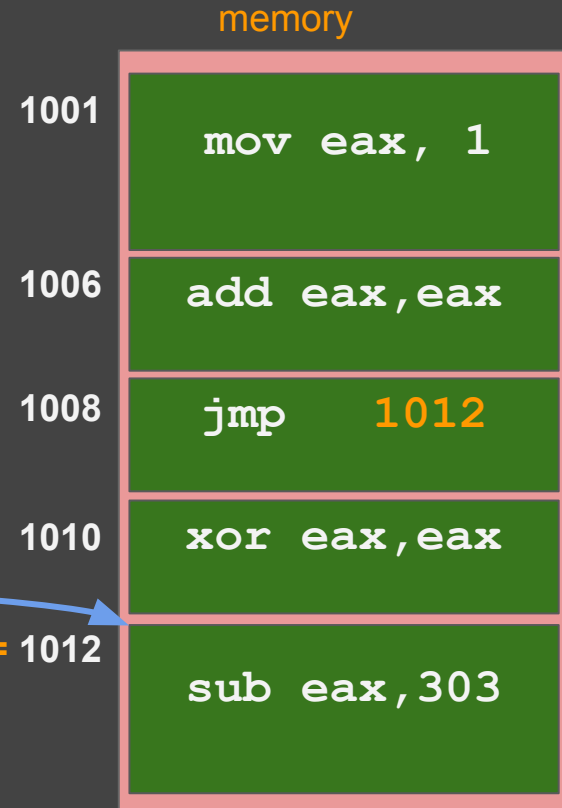 memory
1001
mov eax, 1
1006
add eax,eax
1008
jmp 1012
1010
xor eax,eax
= 1012
sub eax,303